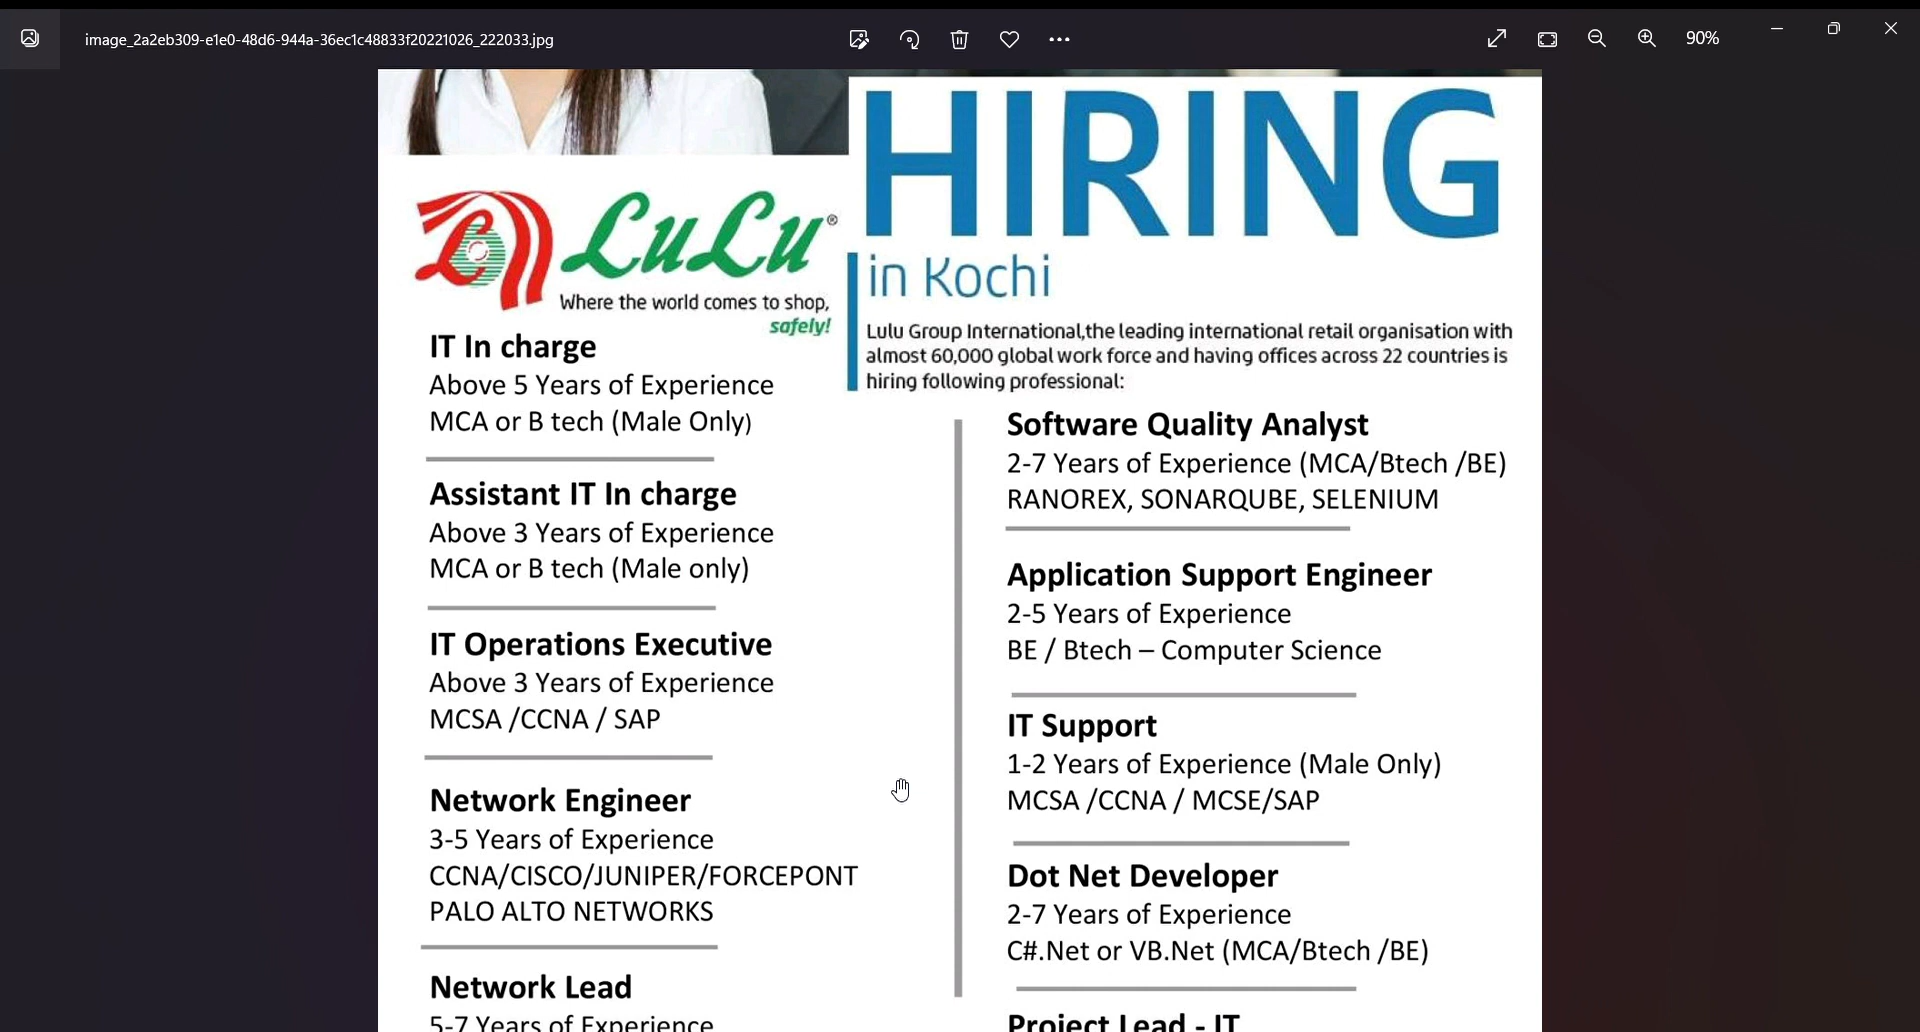 image_2a2eb309-e1e0-48d6-944a-36ec1c48833f20221026_222033.jpg
90%
HIRING
in Kochi
LuLu®
Where the world comes to shop,
safely!
Lulu Group International,the leading international retail organisation with
almost 60,000 global work force and having offices across 22 countries is
hiring following professional:
IT In charge
Above 5 Years of Experience
MCA or B tech (Male Only)
Assistant IT In charge
Above 3 Years of Experience
MCA or B tech (Male only)
IT Operations Executive
Above 3 Years of Experience
MCSA /CCNA / SAP
Network Engineer
3-5 Years of Experience
CCNA/CISCO/JUNIPER/FORCEPONT
PALO ALTO NETWORKS
Network Lead
5-7 Years of Experience
Software Quality Analyst
2-7 Years of Experience (MCA/Btech /BE)
RANOREX, SONARQUBE, SELENIUM
Application Support Engineer
2-5 Years of Experience
BE / Btech – Computer Science
IT Support
1-2 Years of Experience (Male Only)
MCSA /CCNA / MCSE/SAP
Dot Net Developer
2-7 Years of Experience
C#.Net or VB.Net (MCA/Btech /BE)
Project Lead - IT